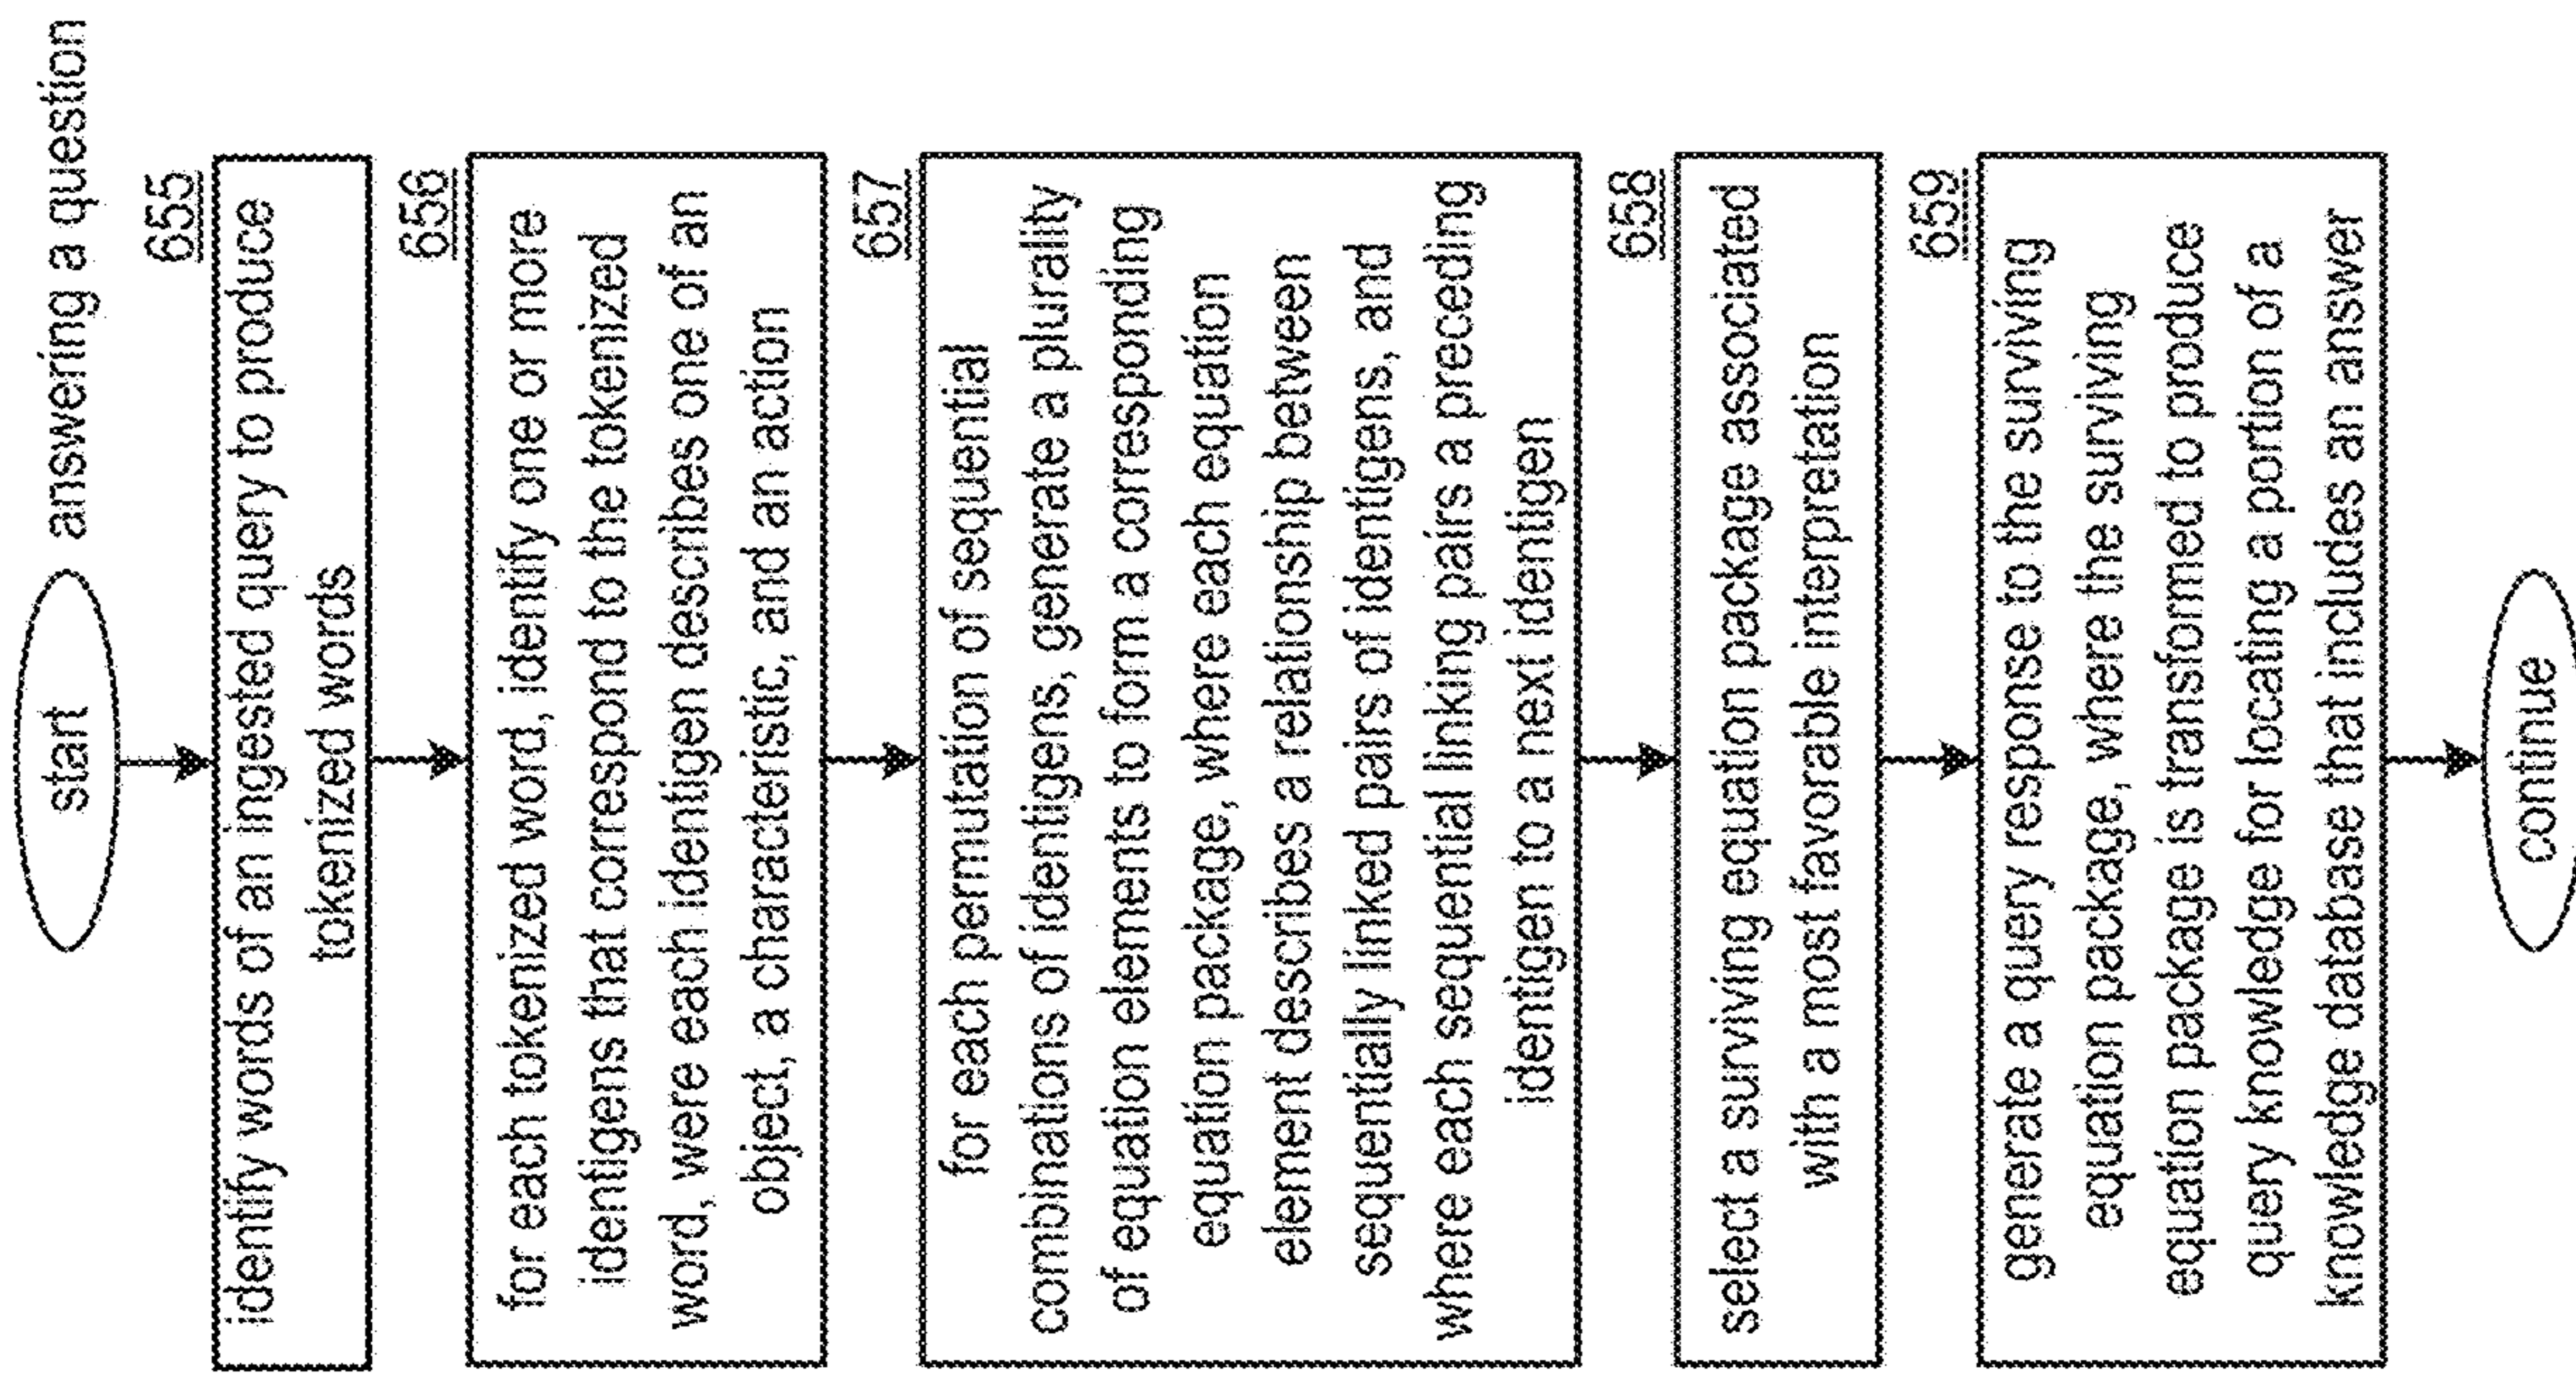 start
answering a question
655
identify words of an ingested query to produce
tokenized words
656
for each tokenized word, identify one or more
identigens that correspond to the tokenized
word, were each identigen describes one of an
object, a characteristic, and an action
657
for each permutation of sequential
combinations of identigens, generate a plurality
of equation elements to form a corresponding
equation package, where each equation
element describes a relationship between
sequentially linked pairs of identigens, and
where each sequential linking pairs a preceding
identigen to a next identigen
658
select a surviving equation package associated
with a most favorable interpretation
659
generate a query response to the surviving
equation package, where the surviving
equation package is transformed to produce
query knowledge for locating a portion of a
knowledge database that includes an answer
continue